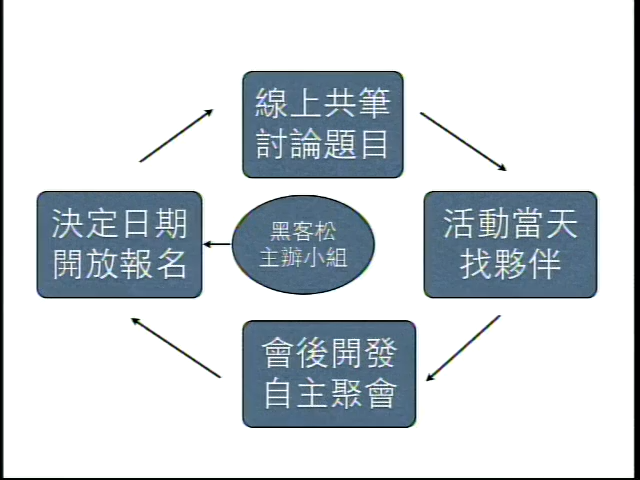 線上共筆
討論題目
決定日期
開放報名
黑客松
主辦小組
活動當天
找夥伴
會後開發
自主聚會